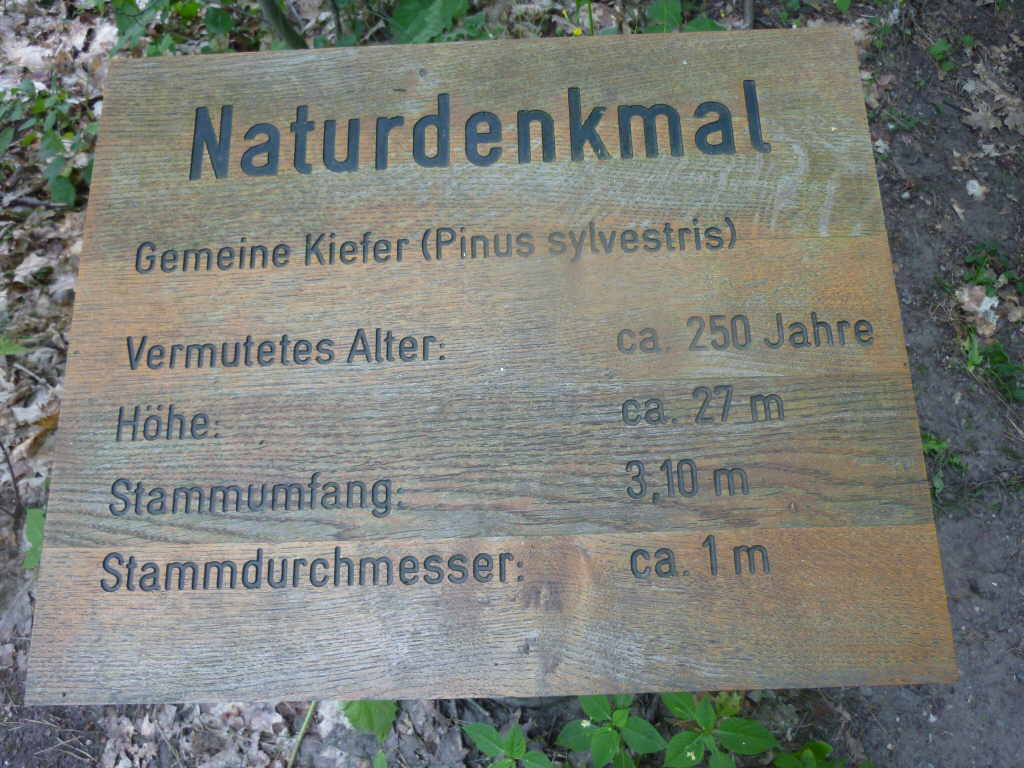 Naturdenkmal
Gemeine Kiefer (Pinus sylvestris)
Vermutetes Alter: ca. 250 Jahre
Höhe: ca. 27 m
Stammumfang: 3,10 m
Stammdurchmesser: ca. 1 m